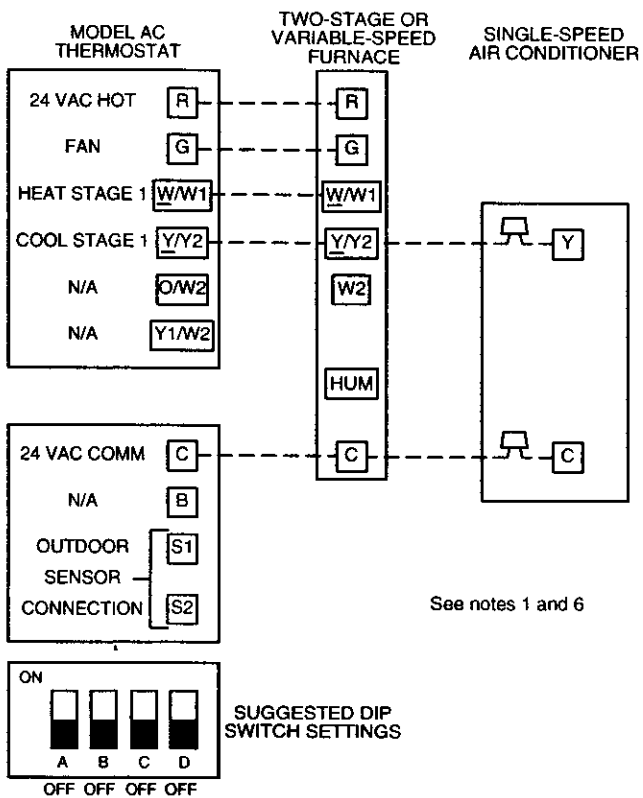 MODEL AC
THERMOSTAT
TWO-STAGE OR
VARIABLE-SPEED
FURNACE
SINGLE-SPEED
AIR CONDITIONER
24 VAC HOT R R
FAN G G
HEAT STAGE 1 W/W1 W/W1
COOL STAGE 1 Y/Y2 Y/Y2 Y
N/A O/W2 W2
N/A Y1/W2
HUM
24 VAC COMM C C C
N/A B
OUTDOOR S1
SENSOR
CONNECTION S2
See notes 1 and 6
ON
A B C D
OFF OFF OFF OFF
SUGGESTED DIP
SWITCH SETTINGS